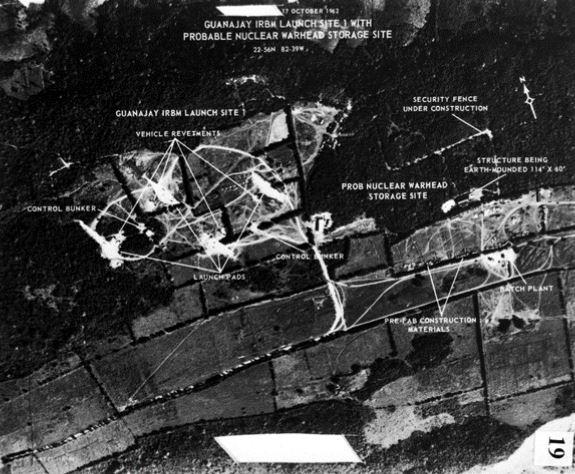 17 OCTOBER 1962
GUANAJAY IRBM LAUNCH SITE 1 WITH
PROBABLE NUCLEAR WARHEAD STORAGE SITE
22-56N 82-39W
N
SECURITY FENCE
UNDER CONSTRUCTION
GUANAJAY IRBM LAUNCH SITE 1
VEHICLE REVETMENTS
STRUCTURE BEING
EARTH-MOUNDED 114' X 60'
PROB NUCLEAR WARHEAD
STORAGE SITE
CONTROL BUNKER
CONTROL BUNKER
LAUNCH PADS
BATCH PLANT
PRE-FAB CONSTRUCTION
MATERIALS
19